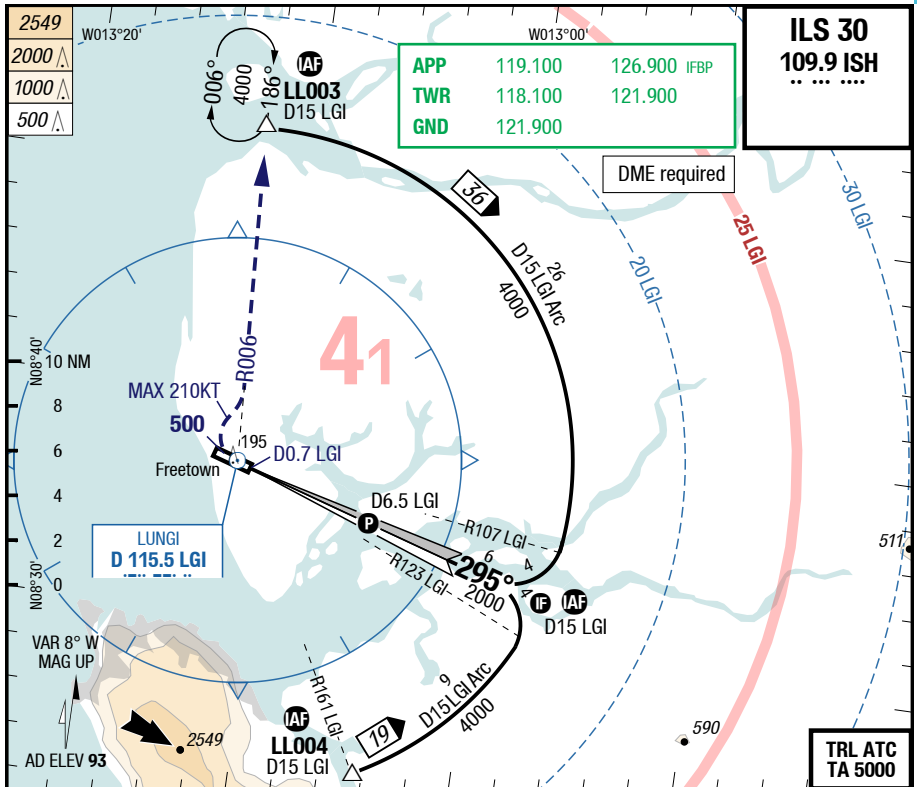 2549
2000
1000
500
W013°20'
W013°00'
ILS 30
109.9 ISH
APP 119.100 126.900 IFBP
TWR 118.100 121.900
GND 121.900
DME required
006°
4000
186°
IAF
LL003
D15 LGI
36
26
D15 LGI Arc
4000
20 LGI
25 LGI
30 LGI
41
R006
N08°40'
10 NM
8
6
4
2
0
N08°30'
MAX 210KT
500
195
D0.7 LGI
Freetown
LUNGI
D 115.5 LGI
D6.5 LGI
P
R107 LGI
R123 LGI
6
4
295°
2000
4
IF IAF
D15 LGI
511
VAR 8° W
MAG UP
AD ELEV 93
2549
R161 LGI
IAF
LL004
D15 LGI
19
9
D15 LGI Arc
4000
590
TRL ATC
TA 5000